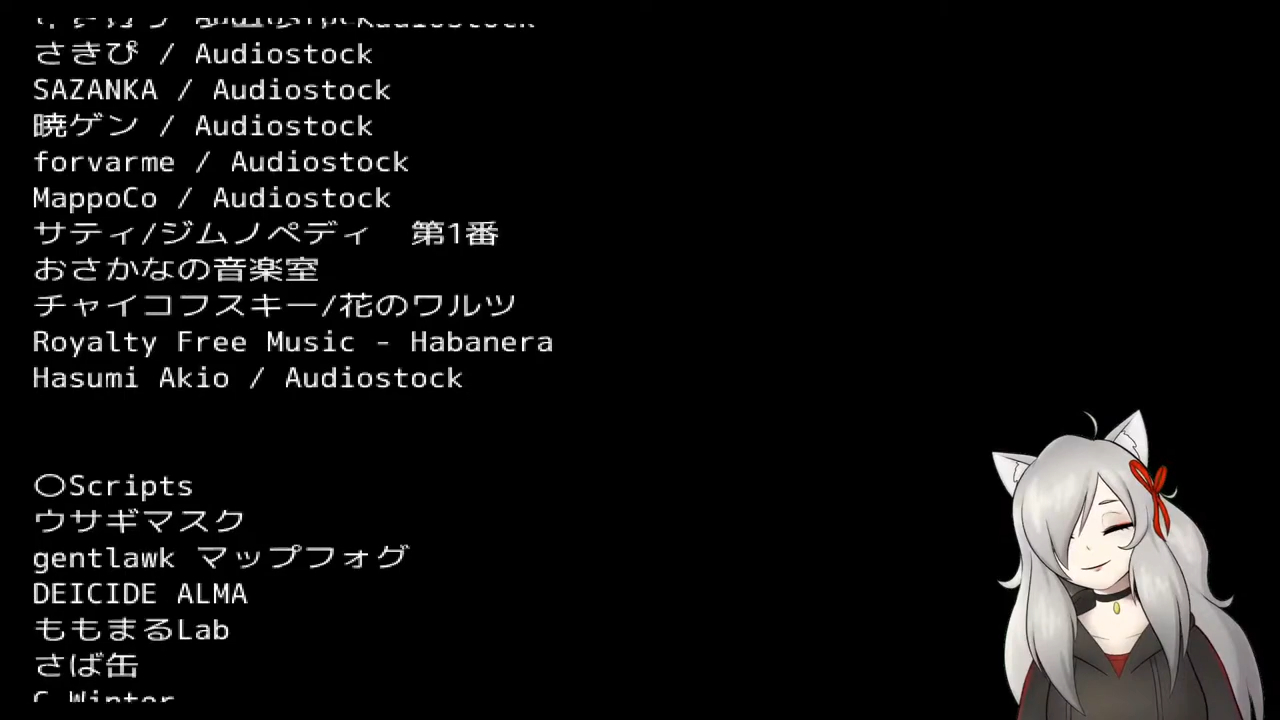 さきぴ / Audiostock
SAZANKA / Audiostock
暁ゲン / Audiostock
forvarme / Audiostock
MappoCo / Audiostock
サティ/ジムノペディ　第1番
おさかなの音楽室
チャイコフスキー/花のワルツ
Royalty Free Music - Habanera
Hasumi Akio / Audiostock
〇Scripts
ウサギマスク
gentlawk マップフォグ
DEICIDE ALMA
ももまるLab
さば缶
C Winter